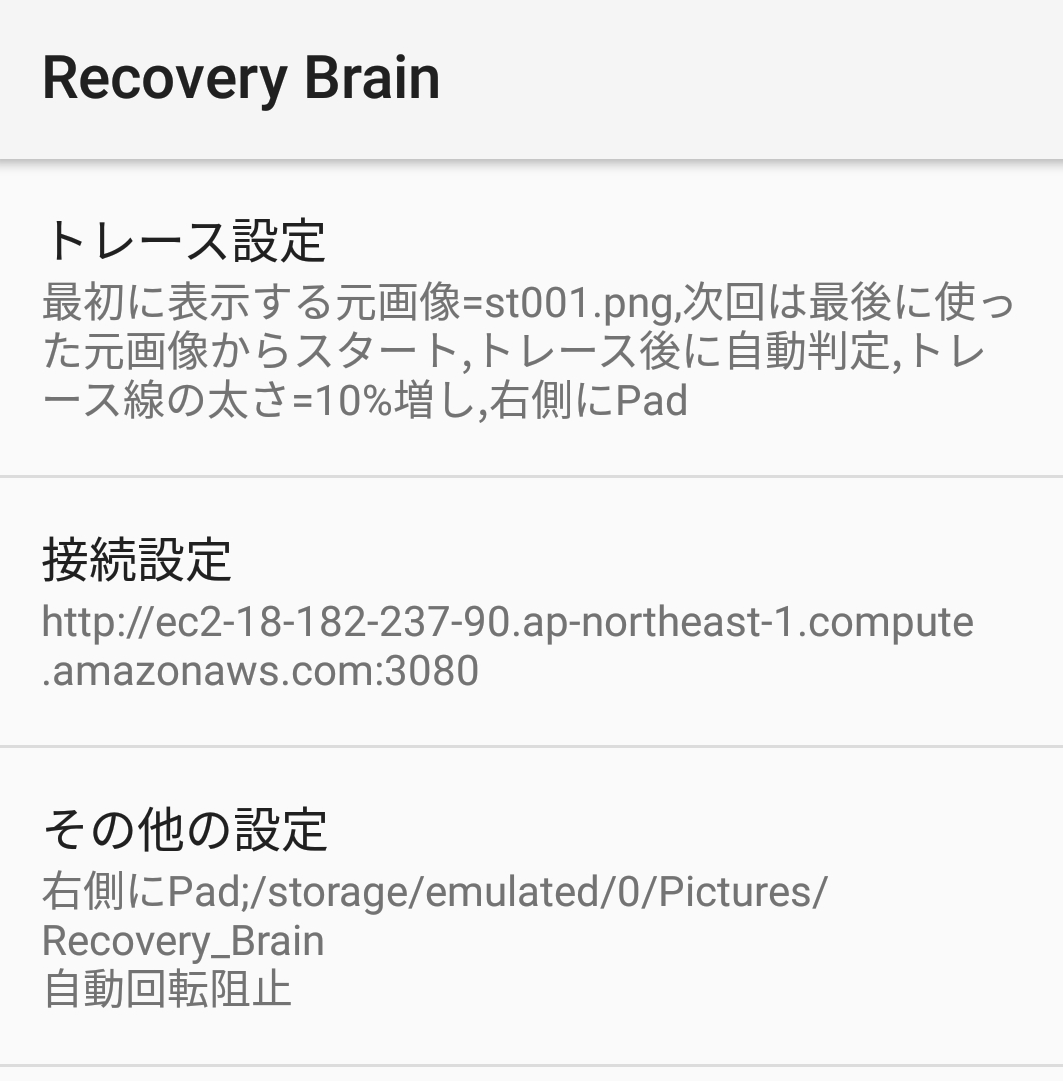 Recovery Brain
トレース設定
最初に表示する元画像=st001.png,次回は最後に使っ
た元画像からスタート,トレース後に自動判定,トレ
ース線の太さ=10%増し,右側にPad
接続設定
http://ec2-18-182-237-90.ap-northeast-1.compute
.amazonaws.com:3080
その他の設定
右側にPad;/storage/emulated/0/Pictures/
Recovery_Brain
自動回転阻止